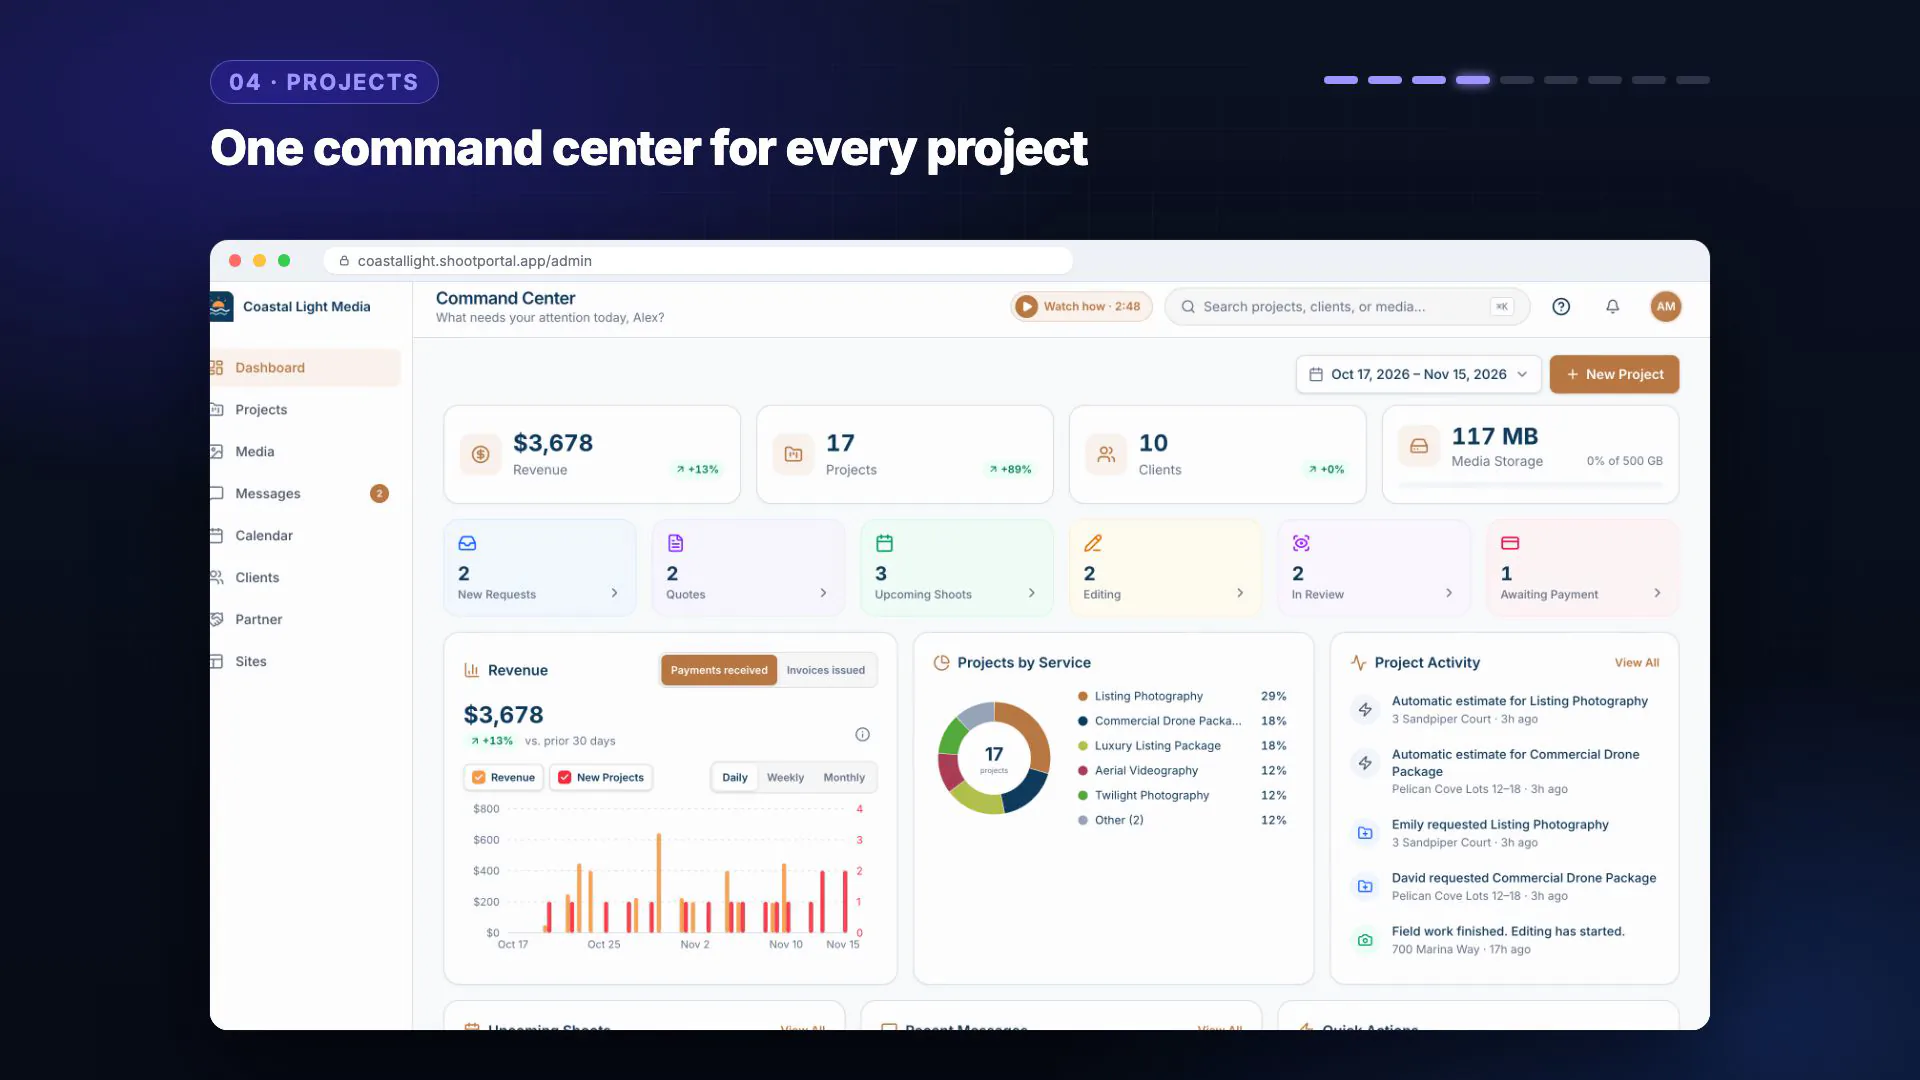 04 · PROJECTS
One command center for every project
coastallight.shootportal.app/admin
Coastal Light Media
Command Center
What needs your attention today, Alex?
Watch how · 2:48
Search projects, clients, or media...
⌘K
AM
Dashboard
Projects
Media
Messages
2
Calendar
Clients
Partner
Sites
Oct 17, 2026 – Nov 15, 2026
+ New Project
$3,678
Revenue
+13%
17
Projects
+89%
10
Clients
+0%
117 MB
Media Storage
0% of 500 GB
2
New Requests
2
Quotes
3
Upcoming Shoots
2
Editing
2
In Review
1
Awaiting Payment
Revenue
Payments received
Invoices issued
$3,678
+13%
vs. prior 30 days
Revenue
New Projects
Daily
Weekly
Monthly
$800
$600
$400
$200
$0
4
3
2
1
0
Oct 17
Oct 25
Nov 2
Nov 10
Nov 15
Projects by Service
17
projects
Listing Photography 29%
Commercial Drone Packa... 18%
Luxury Listing Package 18%
Aerial Videography 12%
Twilight Photography 12%
Other (2) 12%
Project Activity
View All
Automatic estimate for Listing Photography
3 Sandpiper Court · 3h ago
Automatic estimate for Commercial Drone
Package
Pelican Cove Lots 12–18 · 3h ago
Emily requested Listing Photography
3 Sandpiper Court · 3h ago
David requested Commercial Drone Package
Pelican Cove Lots 12–18 · 3h ago
Field work finished. Editing has started.
700 Marina Way · 17h ago
Upcoming Shoots
View All
Recent Messages
View All
Quick Actions